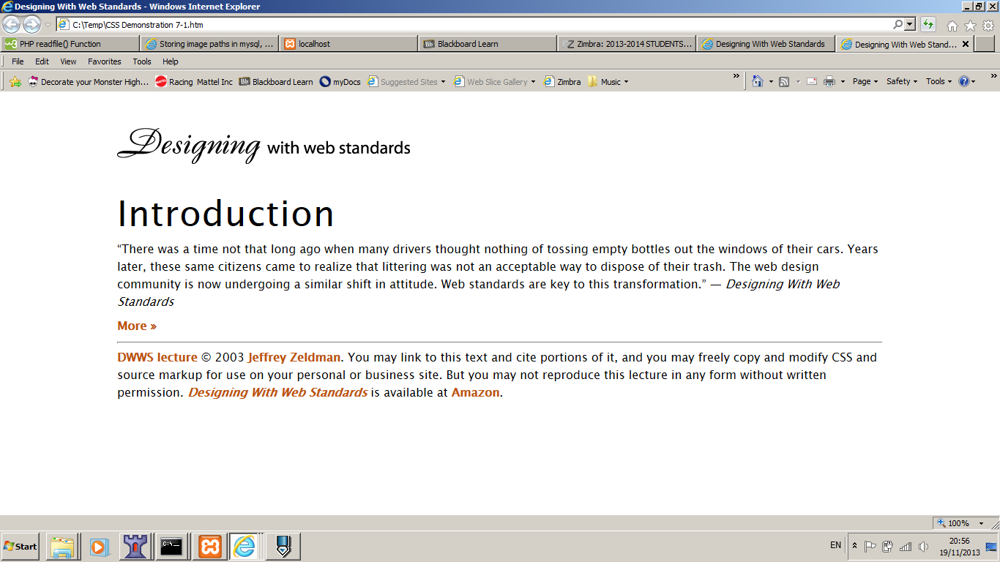 Designing With Web Standards - Windows Internet Explorer
C:\Temp\CSS Demonstration 7-1.htm
PHP readfile() Function
Storing image paths in mysql, ...
localhost
Bb Blackboard Learn
Zimbra: 2013-2014 STUDENTS...
Designing With Web Standards
Designing With Web Stand...
File Edit View Favorites Tools Help
Decorate your Monster High... Racing Mattel Inc Bb Blackboard Learn myDocs Suggested Sites Web Slice Gallery Zimbra Music » Page Safety Tools »
Designing with web standards
Introduction
“There was a time not that long ago when many drivers thought nothing of tossing empty bottles out the windows of their cars. Years
later, these same citizens came to realize that littering was not an acceptable way to dispose of their trash. The web design
community is now undergoing a similar shift in attitude. Web standards are key to this transformation.” — Designing With Web
Standards
More »
DWWS lecture © 2003 Jeffrey Zeldman. You may link to this text and cite portions of it, and you may freely copy and modify CSS and
source markup for use on your personal or business site. But you may not reproduce this lecture in any form without written
permission. Designing With Web Standards is available at Amazon.
100%
Start
C:\
EN
20:56
19/11/2013